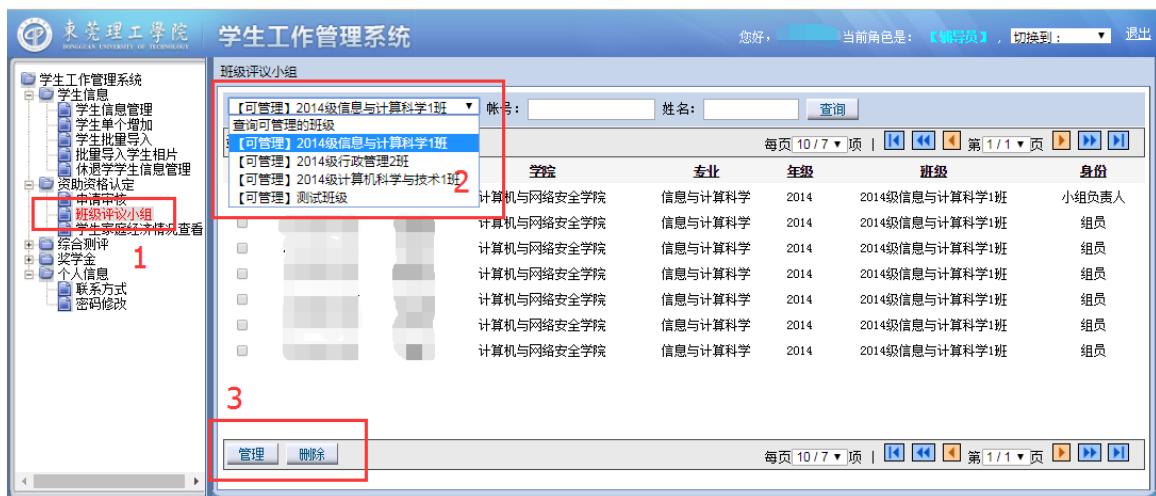 東莞理工學院
DONGGUAN UNIVERSITY OF TECHNOLOGY
学生工作管理系统
您好， 当前角色是：【辅导员】, 切换到： 退出
学生工作管理系统
学生信息
学生信息管理
学生单个增加
学生批量导入
批量导入学生相片
休退学学生信息管理
资助资格认定
申请审核
班级评议小组
学生家庭经济情况查看
综合测评
奖学金
个人信息
联系方式
密码修改
1
班级评议小组
【可管理】2014级信息与计算科学1班 帐号： 姓名： 查询
查询可管理的班级
【可管理】2014级信息与计算科学1班
【可管理】2014级行政管理2班
【可管理】2014级计算机科学与技术1班
【可管理】测试班级
2
每页 10/7 项 | 第 1/1 页
学院 专业 年级 班级 身份
计算机与网络安全学院 信息与计算科学 2014 2014级信息与计算科学1班 小组负责人
计算机与网络安全学院 信息与计算科学 2014 2014级信息与计算科学1班 组员
计算机与网络安全学院 信息与计算科学 2014 2014级信息与计算科学1班 组员
计算机与网络安全学院 信息与计算科学 2014 2014级信息与计算科学1班 组员
计算机与网络安全学院 信息与计算科学 2014 2014级信息与计算科学1班 组员
计算机与网络安全学院 信息与计算科学 2014 2014级信息与计算科学1班 组员
计算机与网络安全学院 信息与计算科学 2014 2014级信息与计算科学1班 组员
3
管理 删除 每页 10/7 项 | 第 1/1 页